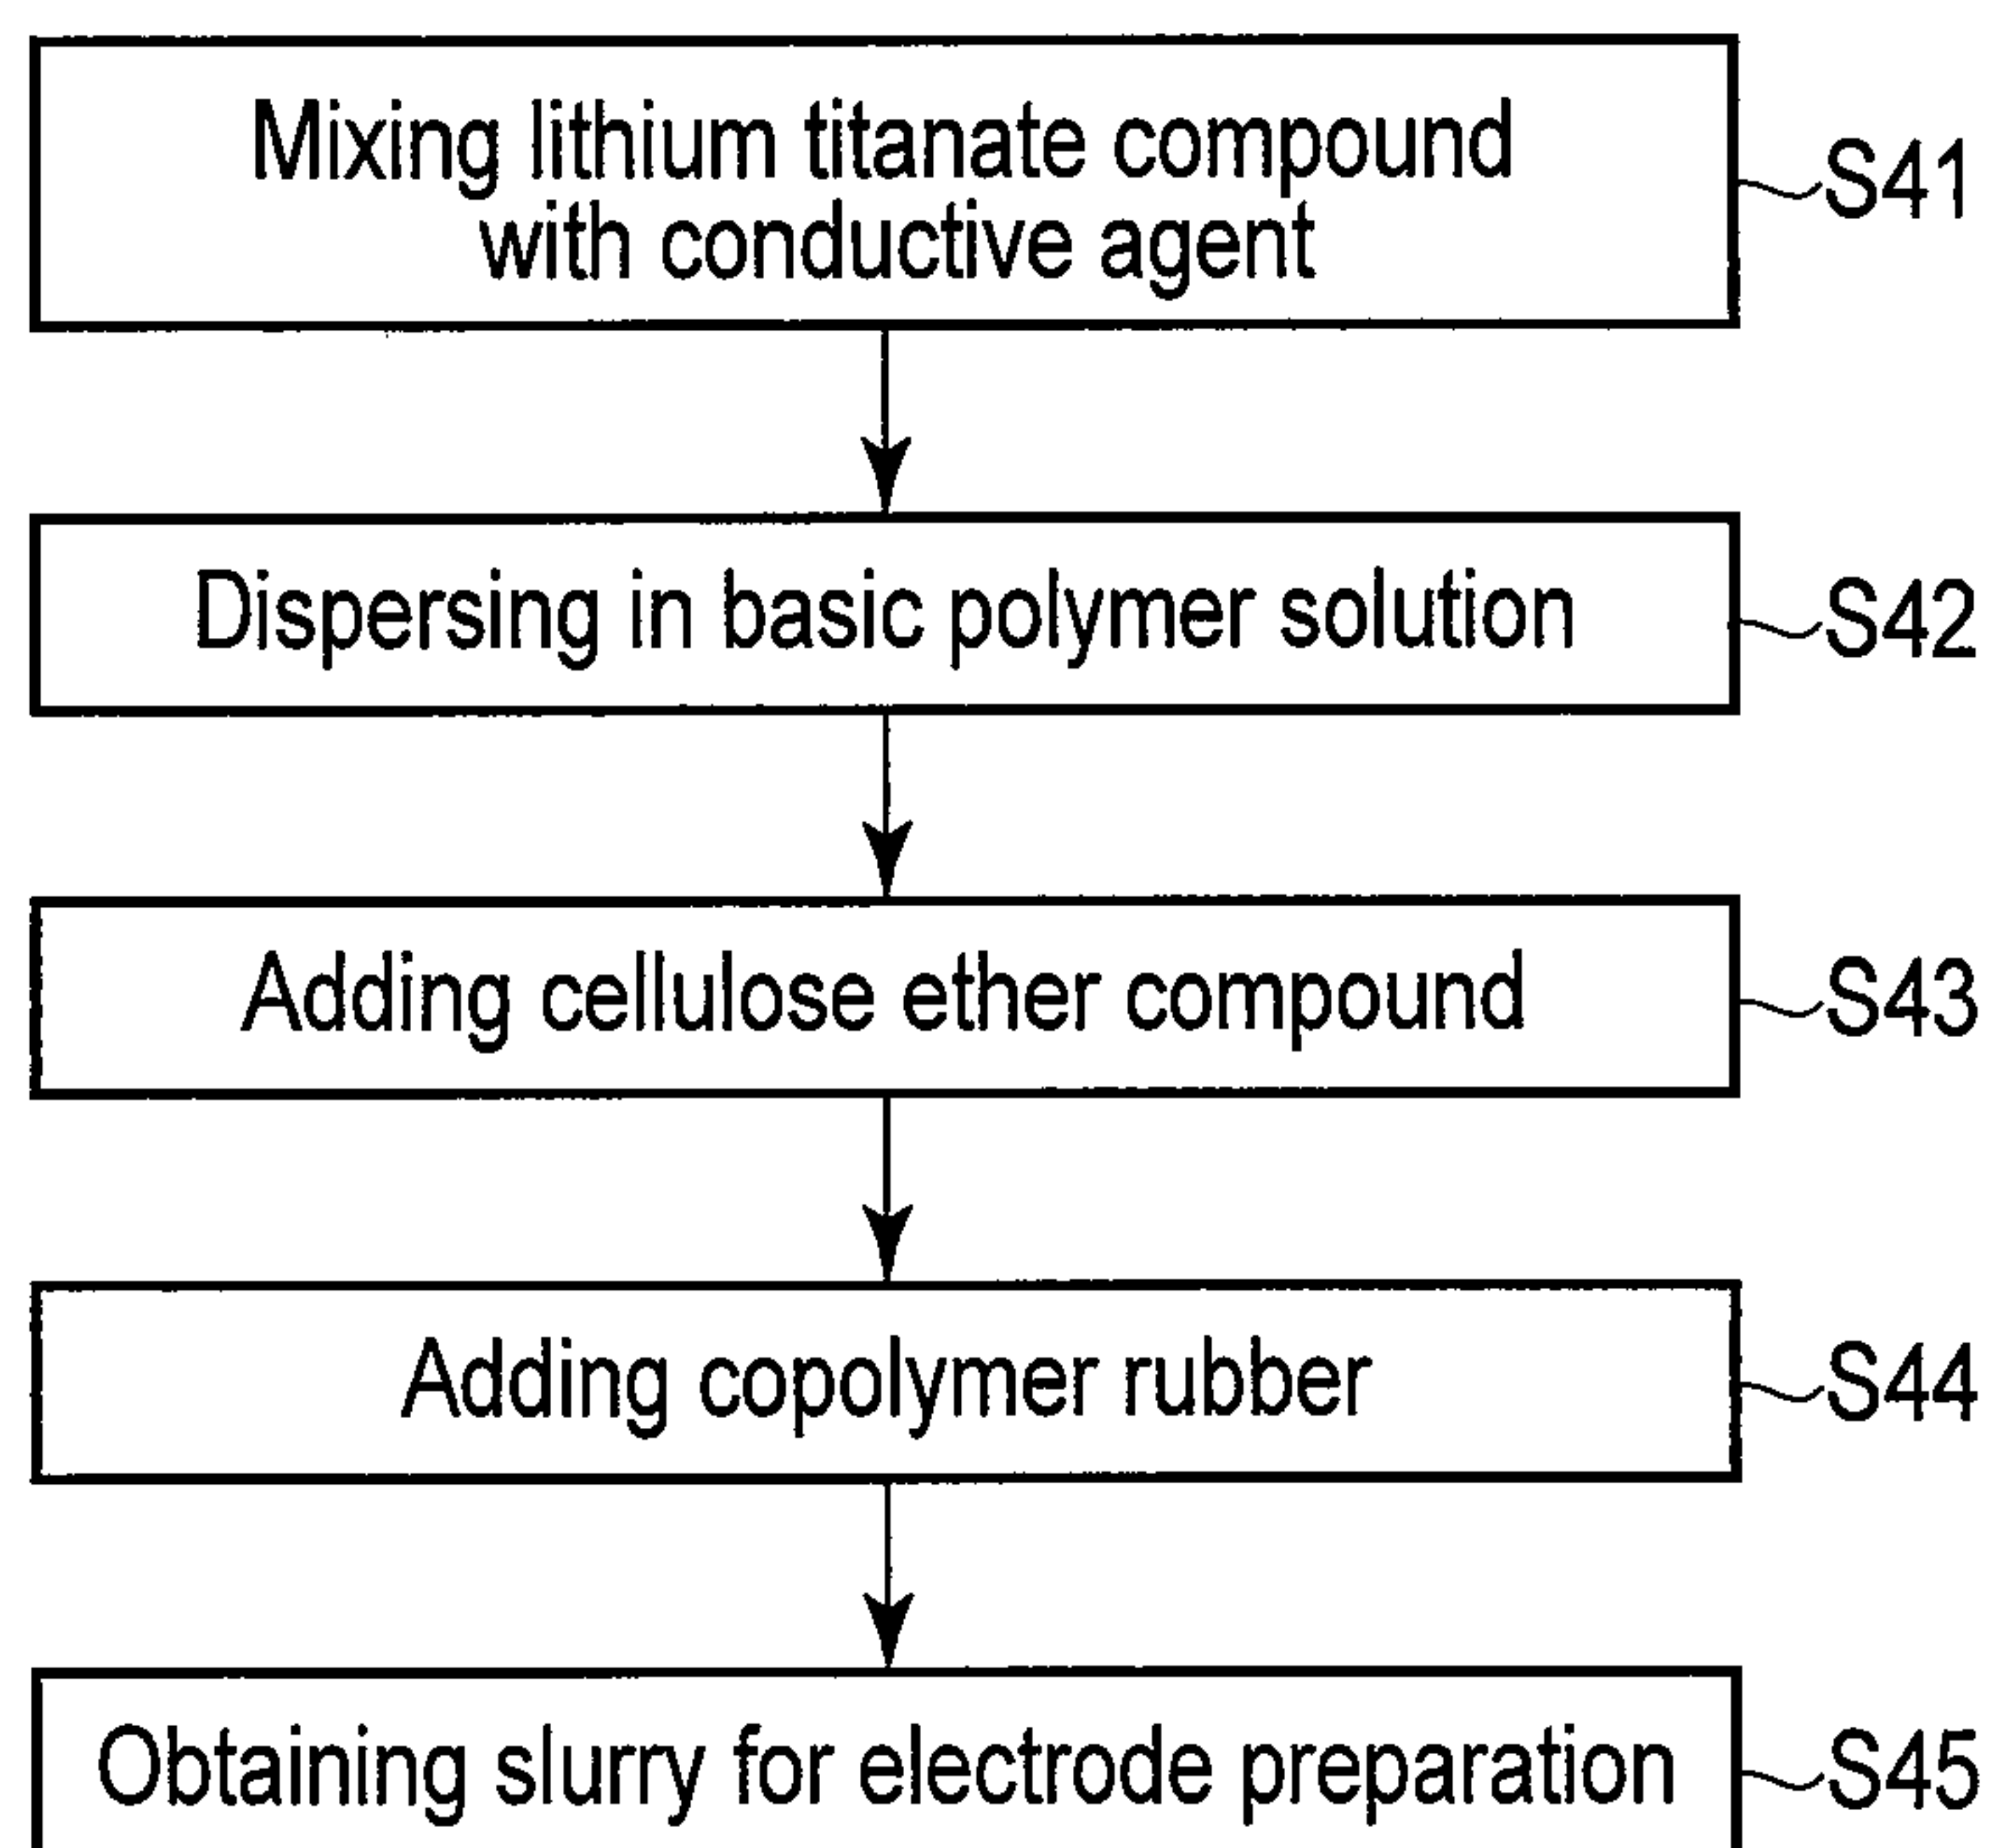 Mixing lithium titanate compound
with conductive agent
S41
Dispersing in basic polymer solution
S42
Adding cellulose ether compound
S43
Adding copolymer rubber
S44
Obtaining slurry for electrode preparation
S45